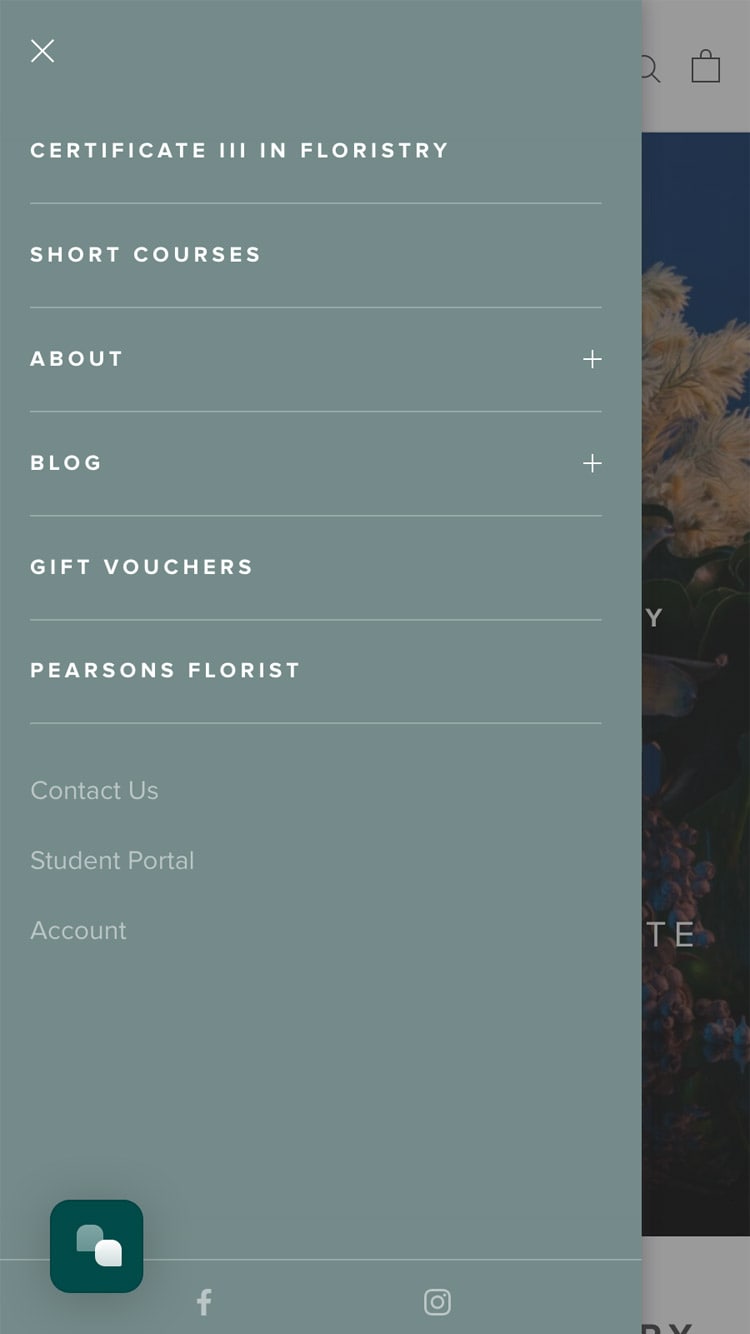 CERTIFICATE III IN FLORISTRY
SHORT COURSES
ABOUT
BLOG
GIFT VOUCHERS
Y
PEARSONS FLORIST
Contact Us
Student Portal
Account
TE
RY